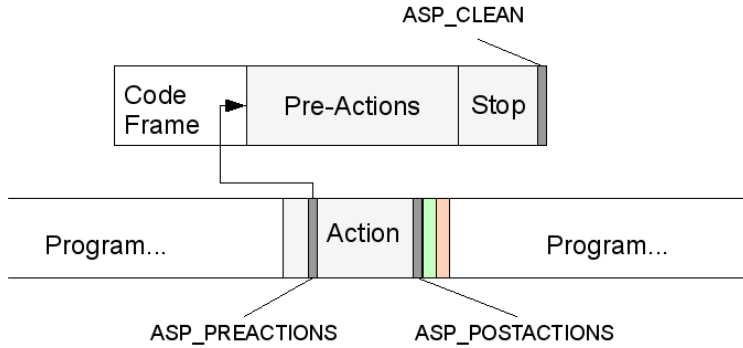 ASP_CLEAN
Code
Frame
Pre-Actions
Stop
Program...
Action
Program...
ASP_PREACTIONS
ASP_POSTACTIONS